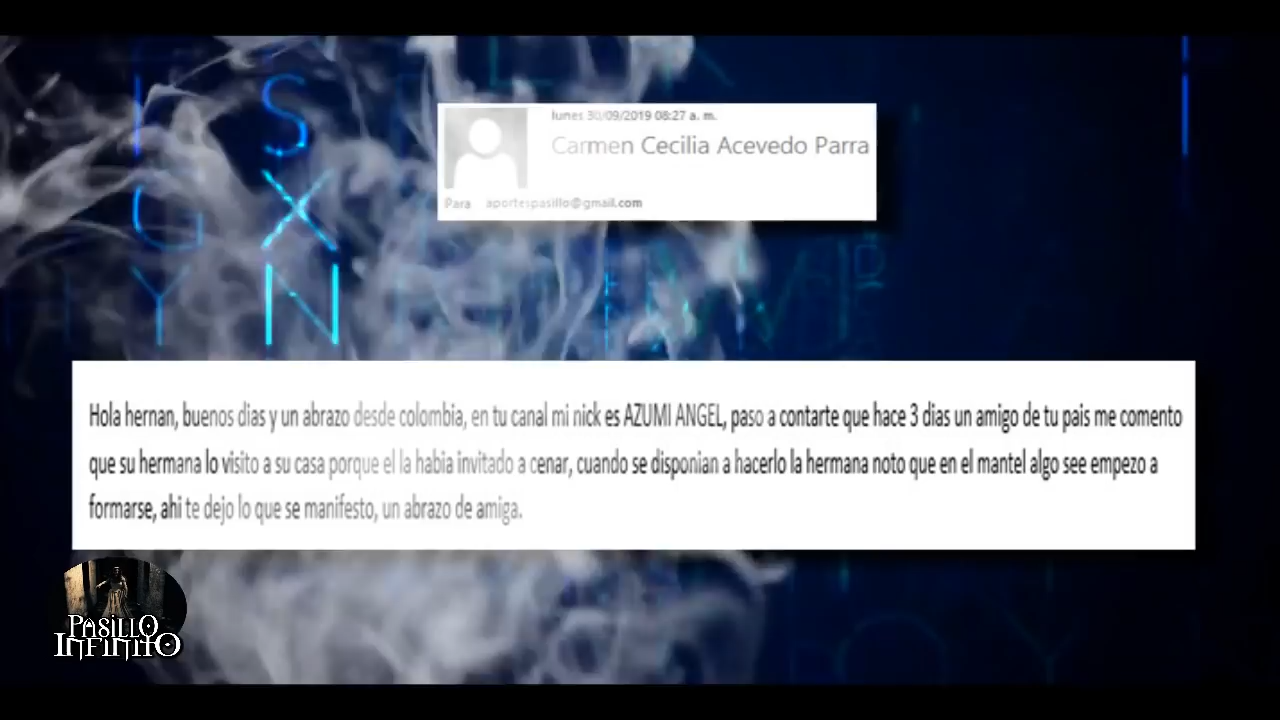 S
X
N
Y
lunes 30/09/2019 08:27 a. m.
Carmen Cecilia Acevedo Parra
Para aportespasillo@gmail.com
Hola hernan, buenos dias y un abrazo desde colombia, en tu canal mi nick es AZUMI ANGEL, paso a contarte que hace 3 dias un amigo de tu pais me comento
que su hermana lo visito a su casa porque el la habia invitado a cenar, cuando se disponian a hacerlo la hermana noto que en el mantel algo see empezo a
formarse, ahi te dejo lo que se manifesto, un abrazo de amiga.
PASILLO
INFINITO